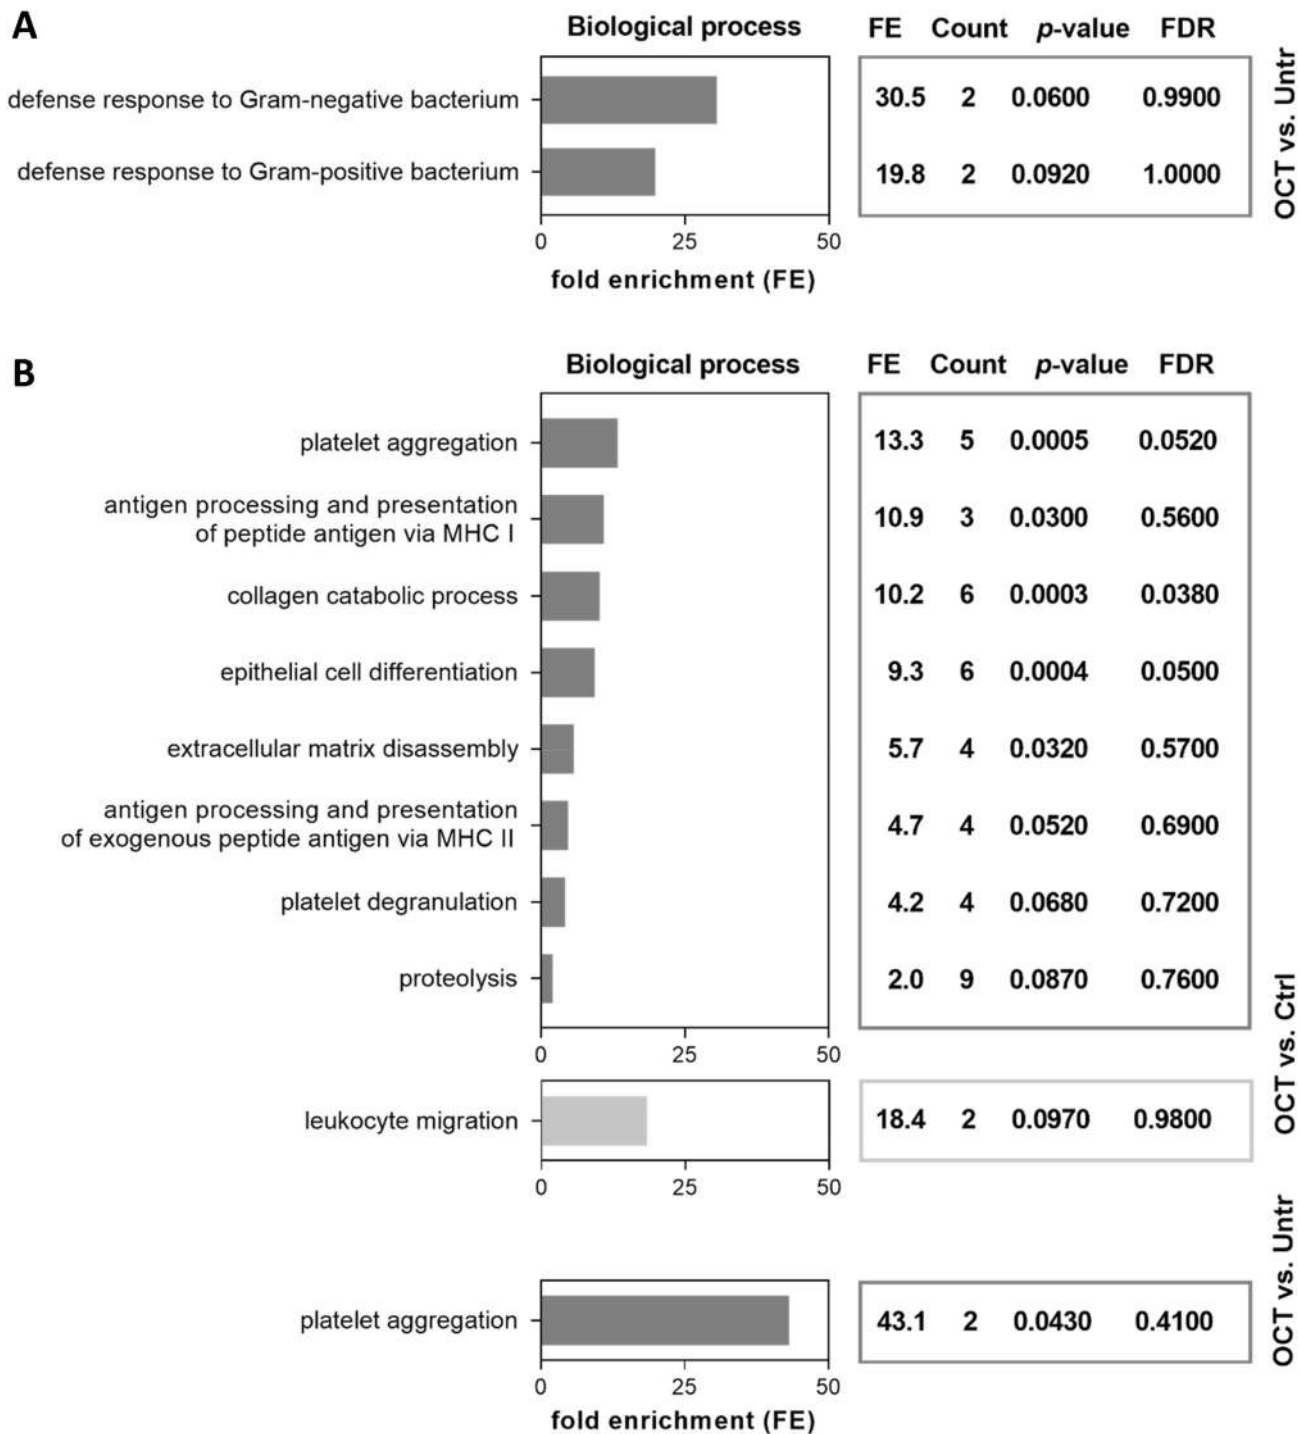 A
Biological process FE Count p-value FDR
defense response to Gram-negative bacterium 30.5 2 0.0600 0.9900
defense response to Gram-positive bacterium 19.8 2 0.0920 1.0000
OCT vs. Untr
0 25 50
fold enrichment (FE)
B
Biological process FE Count p-value FDR
platelet aggregation 13.3 5 0.0005 0.0520
antigen processing and presentation
of peptide antigen via MHC I 10.9 3 0.0300 0.5600
collagen catabolic process 10.2 6 0.0003 0.0380
epithelial cell differentiation 9.3 6 0.0004 0.0500
extracellular matrix disassembly 5.7 4 0.0320 0.5700
antigen processing and presentation
of exogenous peptide antigen via MHC II 4.7 4 0.0520 0.6900
platelet degranulation 4.2 4 0.0680 0.7200
proteolysis 2.0 9 0.0870 0.7600
0 25 50
OCT vs. Ctrl
leukocyte migration 18.4 2 0.0970 0.9800
0 25 50
platelet aggregation 43.1 2 0.0430 0.4100
OCT vs. Untr
0 25 50
fold enrichment (FE)